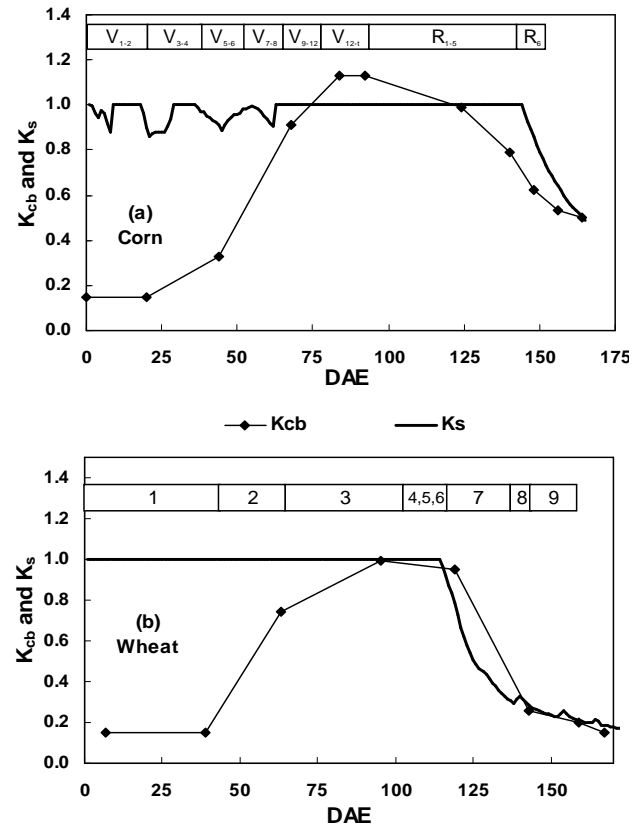 1.4
V1-2 V3-4 V5-6 V7-8 V9-12 V12-t R1-5 R6
1.2
1.0
0.8
0.6
0.4
0.2
0.0
Kcb and Ks
(a)
Corn
0 25 50 75 100 125 150 175
DAE
Kcb Ks
1.4
1 2 3 4,5,6 7 8 9
1.2
1.0
0.8
0.6
0.4
0.2
0.0
Kcb and Ks
(b)
Wheat
0 25 50 75 100 125 150
DAE